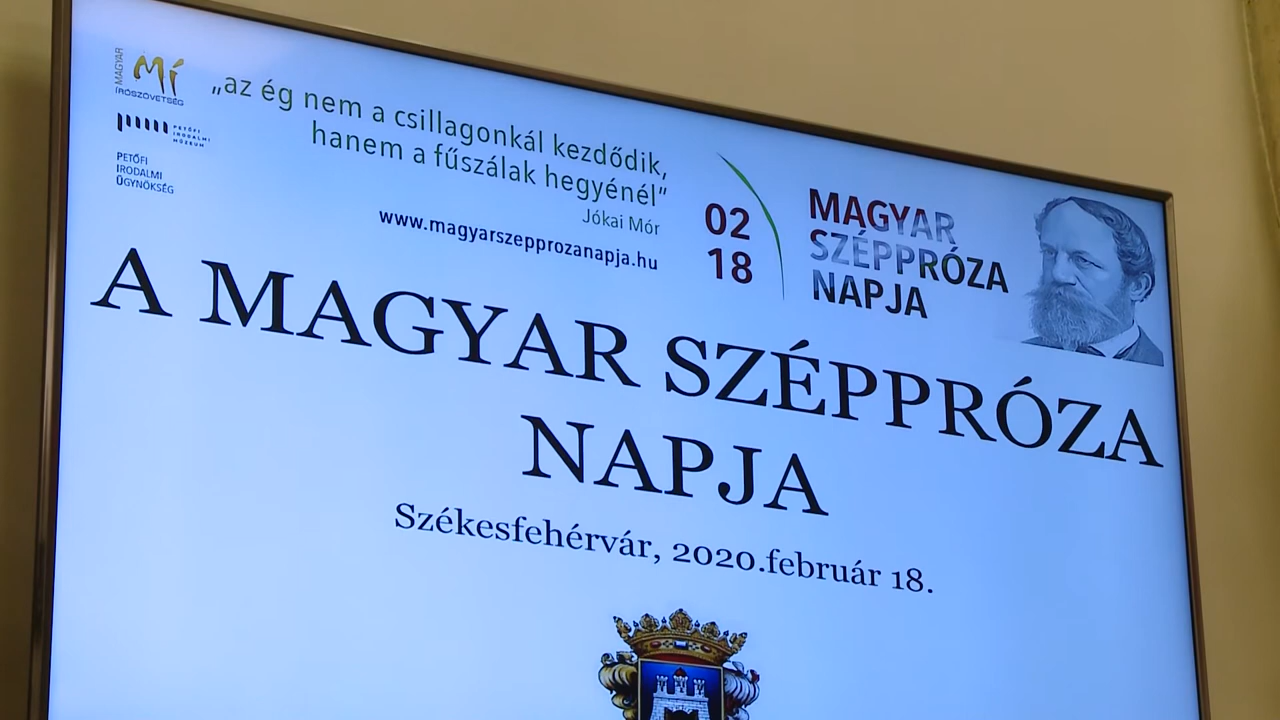 MAGYAR
Mí
ÍRÓSZÖVETSÉG
PETŐFI
IRODALMI
MÚZEUM
PETŐFI
IRODALMI
ÜGYNÖKSÉG
„az ég nem a csillagonkál kezdődik,
hanem a fűszálak hegyénél”
Jókai Mór
www.magyarszepprozanapja.hu
02
18
MAGYAR
SZÉPPRÓZA
NAPJA
A MAGYAR SZÉPPRÓZA
NAPJA
Székesfehérvár, 2020.február 18.